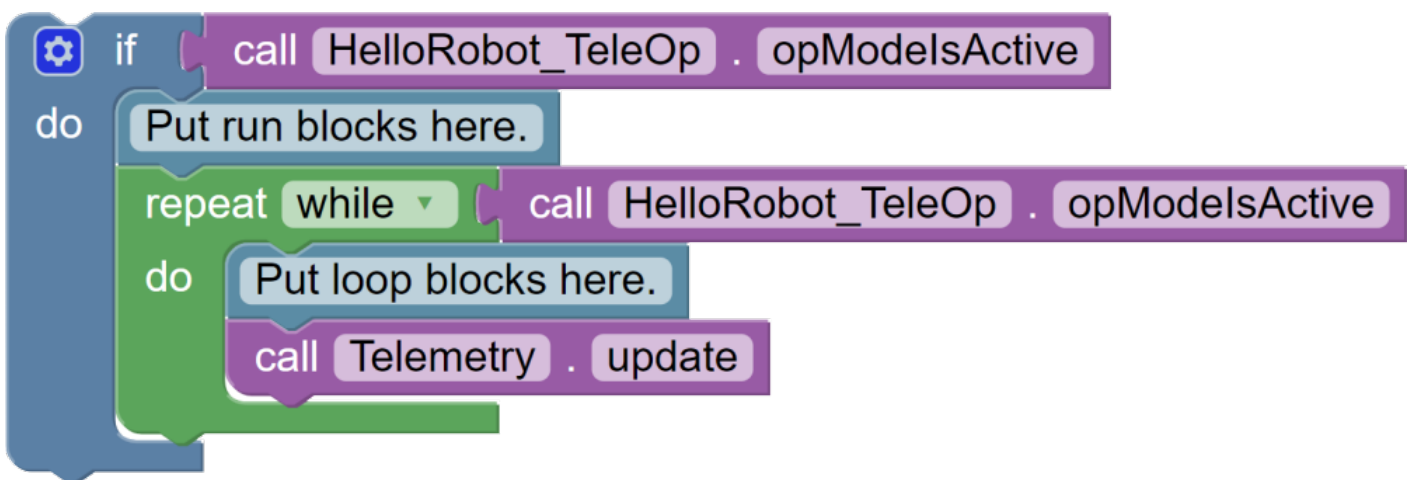 if call HelloRobot_TeleOp . opModeIsActive
do Put run blocks here.
repeat while ▾ call HelloRobot_TeleOp . opModeIsActive
do Put loop blocks here.
call Telemetry . update